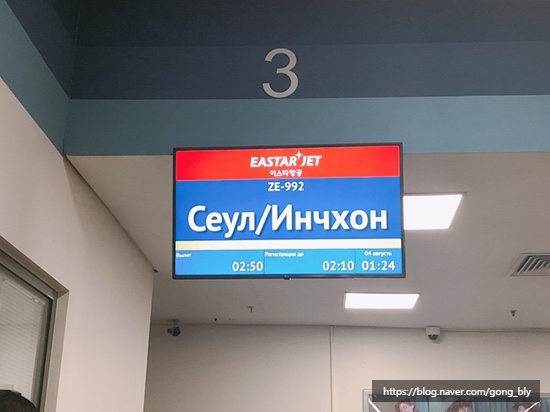 3
EASTAR JET
이스타항공
ZE-992
Сеул/Инчхон
Вылет Регистрация до 04 августа
02:50 02:10 01:24
https://blog.naver.com/gong_bly